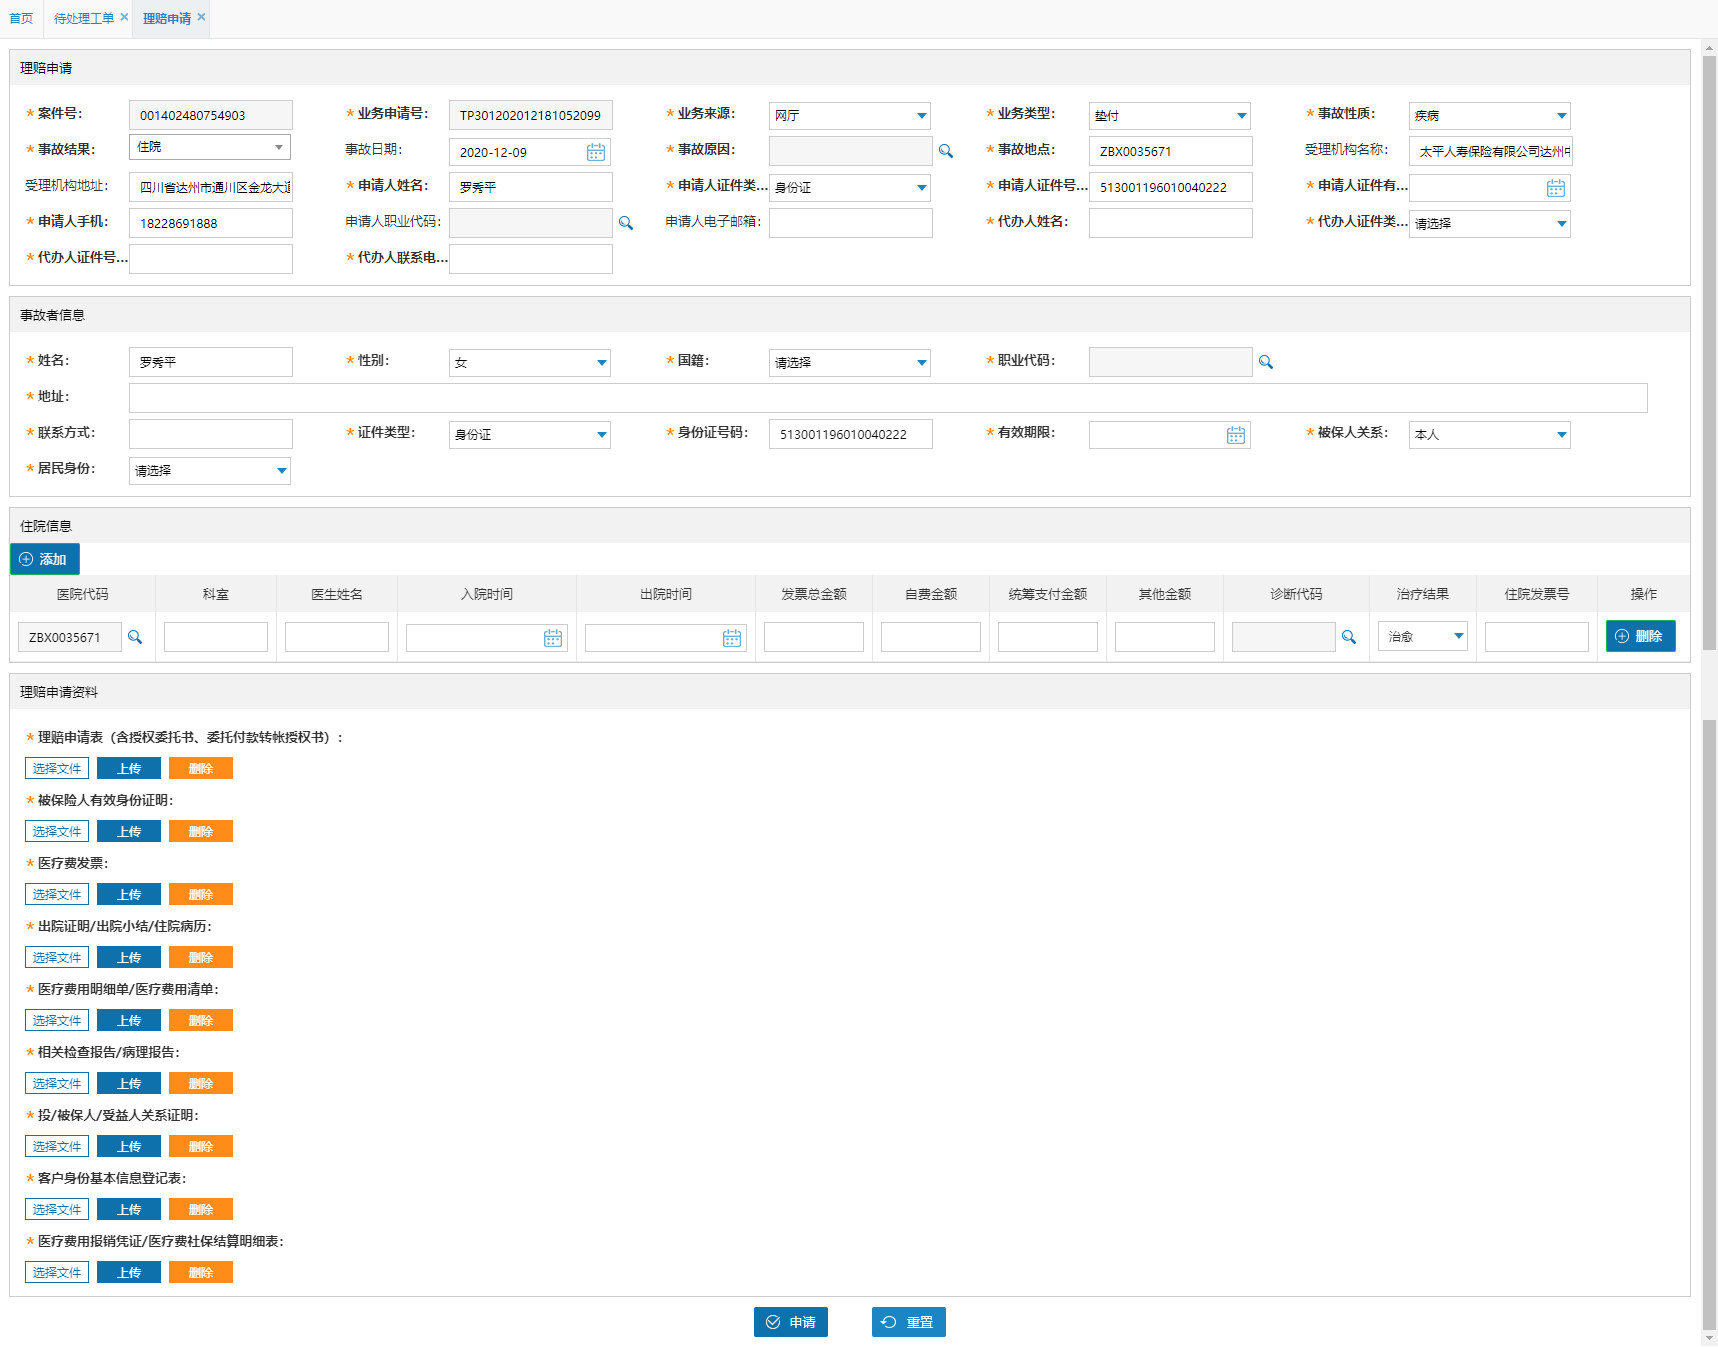 首页 待处理工单 × 理赔申请 ×
理赔申请
* 案件号: 001402480754903 * 业务申请号: TP301202012181052099 * 业务来源: 网厅 * 业务类型: 垫付 * 事故性质: 疾病
* 事故结果: 住院 事故日期: 2020-12-09 * 事故原因: * 事故地点: ZBX0035671 受理机构名称: 太平人寿保险有限公司达州
受理机构地址: 四川省达州市通川区金龙大 * 申请人姓名: 罗秀平 * 申请人证件类... 身份证 * 申请人证件号... 513001196010040222 * 申请人证件有...
* 申请人手机: 18228691888 申请人职业代码: 申请人电子邮箱: * 代办人姓名: * 代办人证件类... 请选择
* 代办人证件号... * 代办人联系电...
事故者信息
* 姓名: 罗秀平 * 性别: 女 * 国籍: 请选择 * 职业代码:
* 地址:
* 联系方式: * 证件类型: 身份证 * 身份证号码: 513001196010040222 * 有效期限: * 被保人关系: 本人
* 居民身份: 请选择
住院信息
添加
医院代码 科室 医生姓名 入院时间 出院时间 发票总金额 自费金额 统筹支付金额 其他金额 诊断代码 治疗结果 住院发票号 操作
ZBX0035671 治愈 删除
理赔申请资料
* 理赔申请表（含授权委托书、委托付款转帐授权书）:
选择文件 上传 删除
* 被保险人有效身份证明:
选择文件 上传 删除
* 医疗费发票:
选择文件 上传 删除
* 出院证明/出院小结/住院病历:
选择文件 上传 删除
* 医疗费用明细单/医疗费用清单:
选择文件 上传 删除
* 相关检查报告/病理报告:
选择文件 上传 删除
* 投/被保人/受益人关系证明:
选择文件 上传 删除
* 客户身份基本信息登记表:
选择文件 上传 删除
* 医疗费用报销凭证/医疗费社保结算明细表:
选择文件 上传 删除
申请 重置